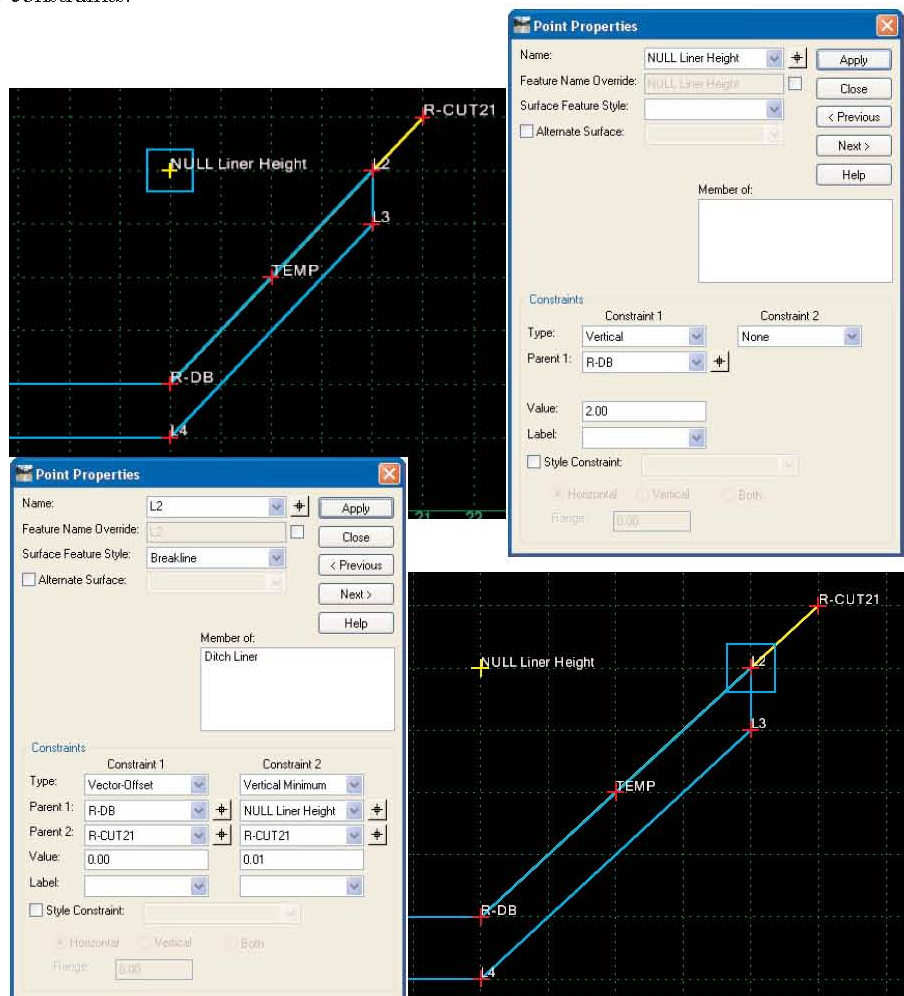 constraints.
R-CUT21
NULL Liner Height
L2
L3
TEMP
R-DB
L4
21 22
Point Properties
Name: NULL Liner Height
Apply
Feature Name Override: NULL Liner Height
Close
Surface Feature Style:
< Previous
Alternate Surface:
Next >
Help
Member of:
Constraints
Constraint 1 Constraint 2
Type: Vertical None
Parent 1: R-DB
Value: 2.00
Label:
Style Constraint:
Horizontal Vertical Both
Range: 0.00
Point Properties
Name: L2
Apply
Feature Name Override: L2
Close
Surface Feature Style: Breakline
< Previous
Alternate Surface:
Next >
Help
Member of:
Ditch Liner
Constraints
Constraint 1 Constraint 2
Type: Vector-Offset Vertical Minimum
Parent 1: R-DB NULL Liner Height
Parent 2: R-CUT21 R-CUT21
Value: 0.00 0.01
Label:
Style Constraint:
Horizontal Vertical Both
Range: 0.00
R-CUT21
NULL Liner Height
L2
L3
TEMP
R-DB
L4